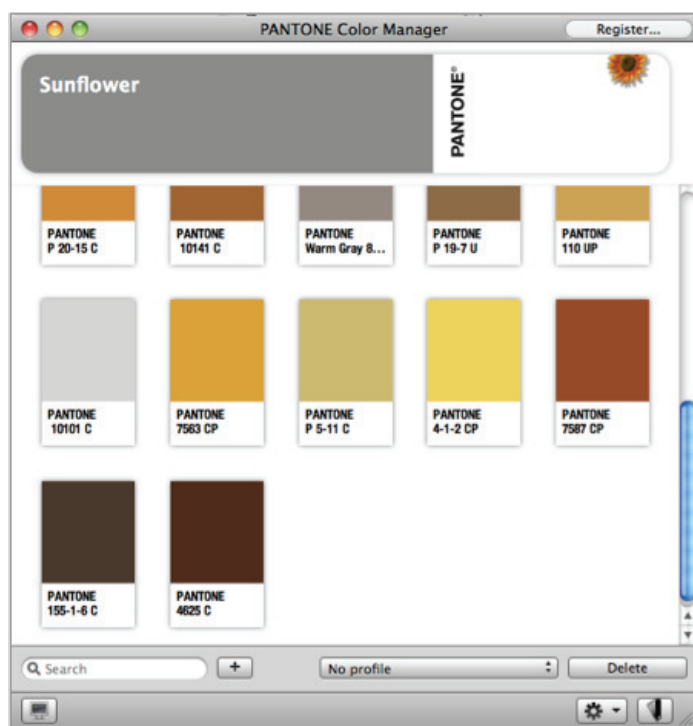 PANTONE Color Manager
Register...
Sunflower
PANTONE®
PANTONE
P 20-15 C
PANTONE
10141 C
PANTONE
Warm Gray 8...
PANTONE
P 19-7 U
PANTONE
110 UP
PANTONE
10101 C
PANTONE
7563 CP
PANTONE
P 5-11 C
PANTONE
4-1-2 CP
PANTONE
7587 CP
PANTONE
155-1-6 C
PANTONE
4625 C
Search
+
No profile
Delete